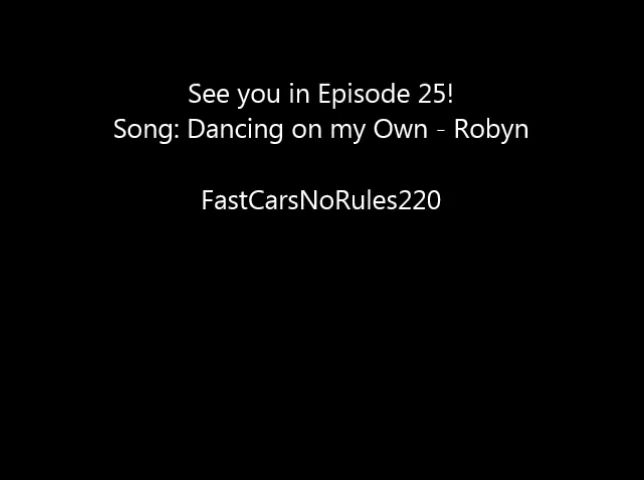 See you in Episode 25!
Song: Dancing on my Own - Robyn
FastCarsNoRules220